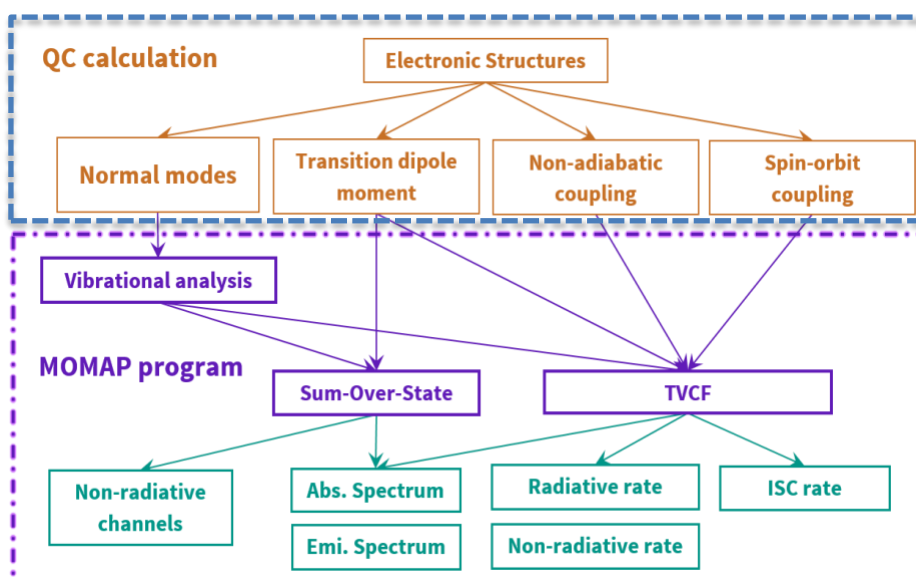 QC calculation
Electronic Structures
Normal modes
Transition dipole
moment
Non-adiabatic
coupling
Spin-orbit
coupling
Vibrational analysis
MOMAP program
Sum-Over-State
TVCF
Non-radiative
channels
Abs. Spectrum
Radiative rate
ISC rate
Emi. Spectrum
Non-radiative rate